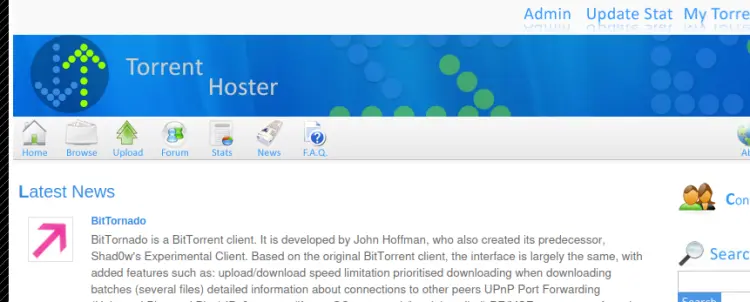 Admin Update Stat My Torre
Torrent
Hoster
Home Browse Upload Forum Stats News F.A.Q.
Latest News
Con
BitTornado
BitTornado is a BitTorrent client. It is developed by John Hoffman, who also created its predecessor,
Shad0w's Experimental Client. Based on the original BitTorrent client, the interface is largely the same, with
Searc
added features such as: upload/download speed limitation prioritised downloading when downloading
batches (several files) detailed information about connections to other peers UPnP Port Forwarding
Search